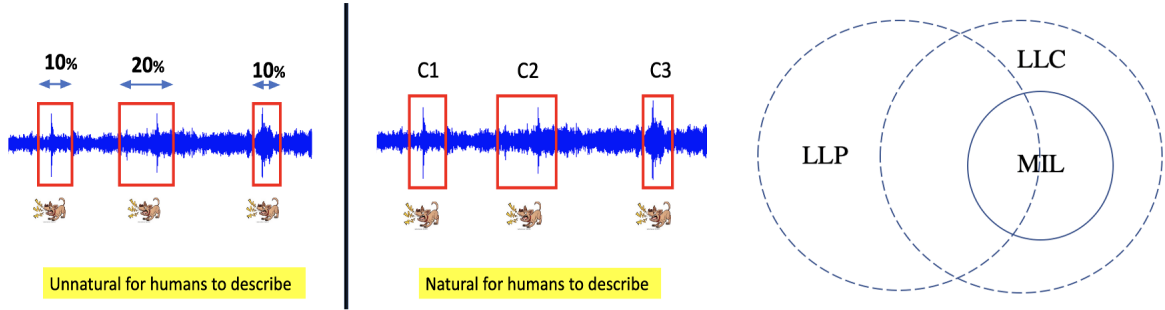 10% 20% 10%
Unnatural for humans to describe
C1 C2 C3
Natural for humans to describe
LLC
LLP
MIL